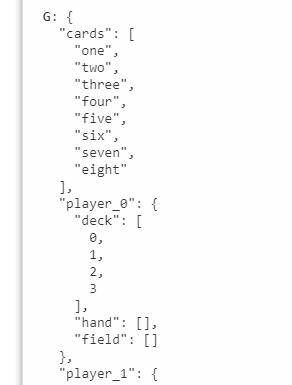 G: {
"cards": [
"one",
"two",
"three",
"four",
"five",
"six",
"seven",
"eight"
],
"player_0": {
"deck": [
0,
1,
2,
3
],
"hand": [],
"field": []
},
"player_1": {